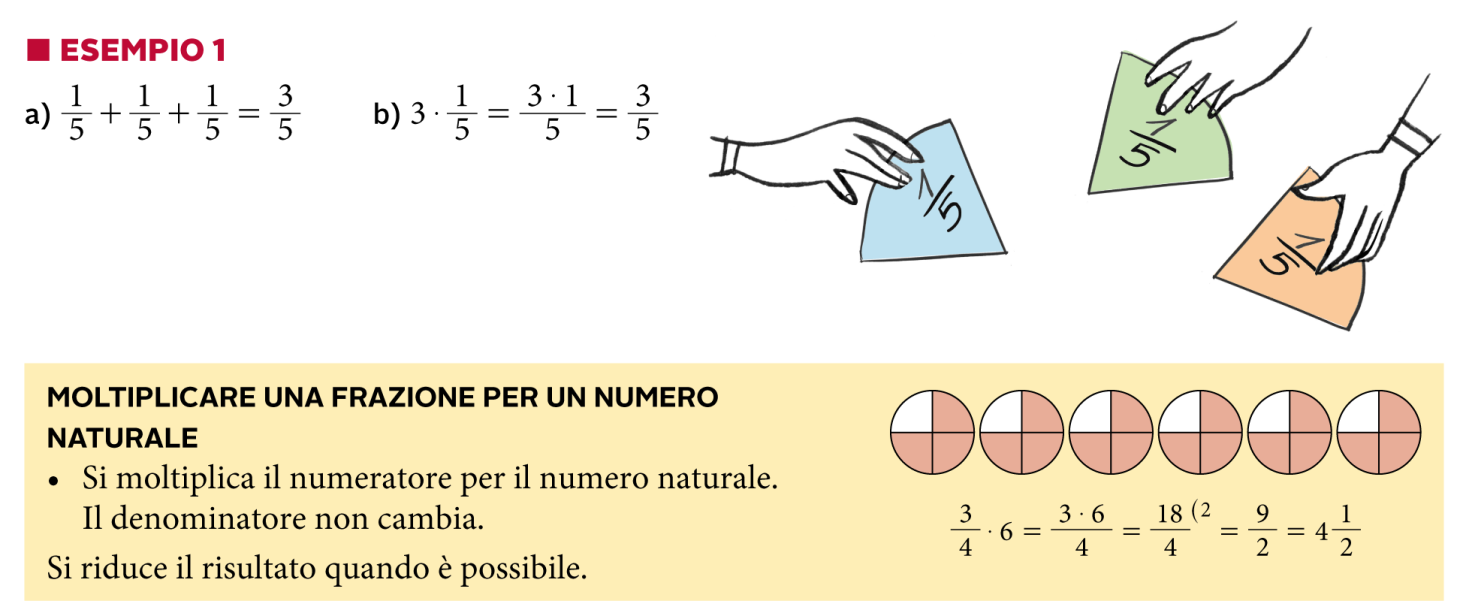 ■ ESEMPIO 1
a) 1/5 + 1/5 + 1/5 = 3/5
b) 3 · 1/5 = 3 · 1/5 = 3/5
1/5
1/5
1/5
MOLTIPLICARE UNA FRAZIONE PER UN NUMERO
NATURALE
• Si moltiplica il numeratore per il numero naturale.
Il denominatore non cambia.
Si riduce il risultato quando è possibile.
3/4 · 6 = 3 · 6/4 = 18/4 (2 = 9/2 = 4 1/2